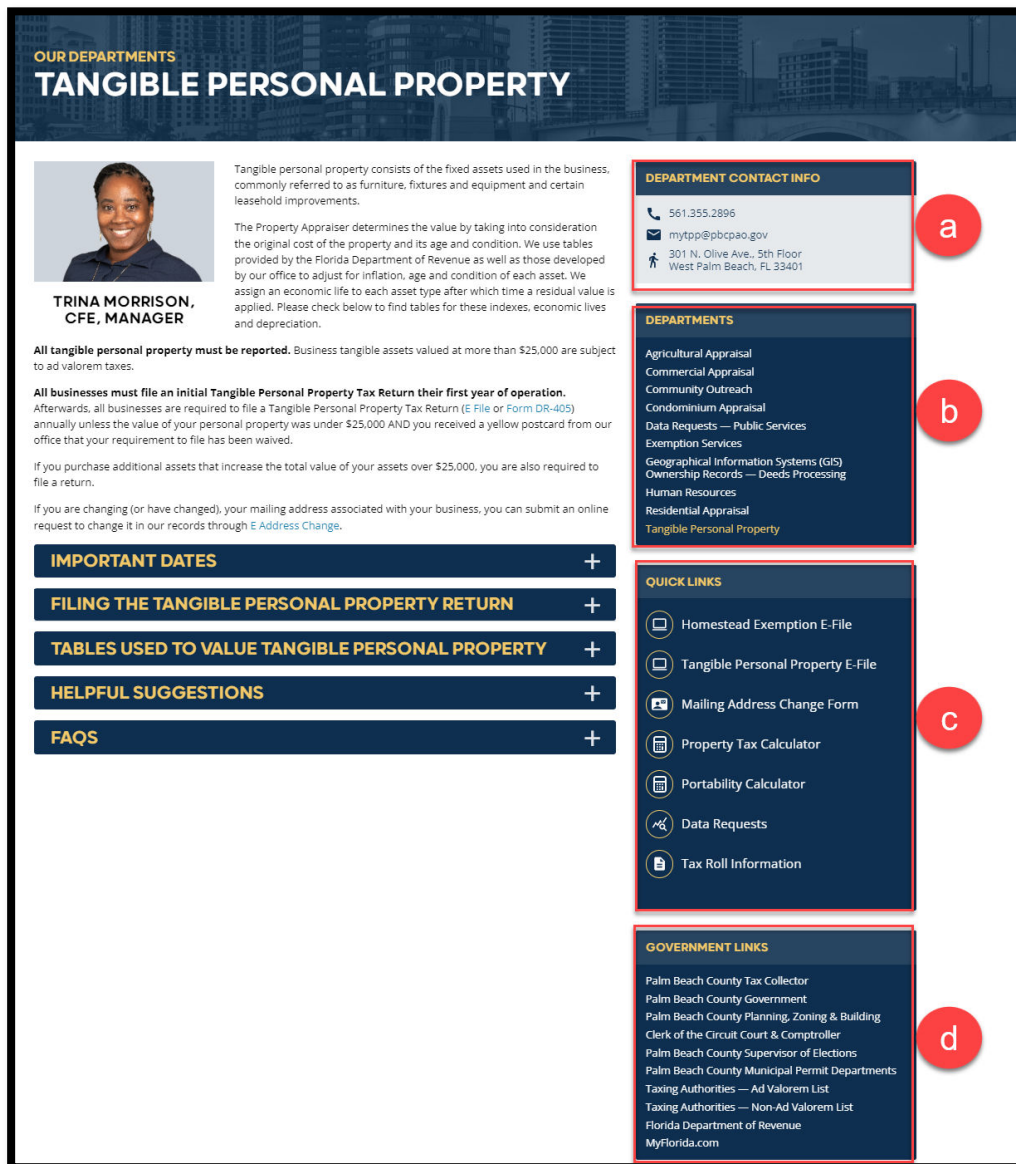 OUR DEPARTMENTS
TANGIBLE PERSONAL PROPERTY
TRINA MORRISON,
CFE, MANAGER
Tangible personal property consists of the fixed assets used in the business,
commonly referred to as furniture, fixtures and equipment and certain
leasehold improvements.
The Property Appraiser determines the value by taking into consideration
the original cost of the property and its age and condition. We use tables
provided by the Florida Department of Revenue as well as those developed
by our office to adjust for inflation, age and condition of each asset. We
assign an economic life to each asset type after which time a residual value is
applied. Please check below to find tables for these indexes, economic lives
and depreciation.
All tangible personal property must be reported. Business tangible assets valued at more than $25,000 are subject
to ad valorem taxes.
All businesses must file an initial Tangible Personal Property Tax Return their first year of operation.
Afterwards, all businesses are required to file a Tangible Personal Property Tax Return (E File or Form DR-405)
annually unless the value of your personal property was under $25,000 AND you received a yellow postcard from our
office that your requirement to file has been waived.
If you purchase additional assets that increase the total value of your assets over $25,000, you are also required to
file a return.
If you are changing (or have changed), your mailing address associated with your business, you can submit an online
request to change it in our records through E Address Change.
IMPORTANT DATES +
FILING THE TANGIBLE PERSONAL PROPERTY RETURN +
TABLES USED TO VALUE TANGIBLE PERSONAL PROPERTY +
HELPFUL SUGGESTIONS +
FAQS +
DEPARTMENT CONTACT INFO
561.355.2896
mytpp@pbcpao.gov
301 N. Olive Ave., 5th Floor
West Palm Beach, FL 33401
a
DEPARTMENTS
Agricultural Appraisal
Commercial Appraisal
Community Outreach
Condominium Appraisal
Data Requests — Public Services
Exemption Services
Geographical Information Systems (GIS)
Ownership Records — Deeds Processing
Human Resources
Residential Appraisal
Tangible Personal Property
b
QUICK LINKS
Homestead Exemption E-File
Tangible Personal Property E-File
Mailing Address Change Form
Property Tax Calculator
Portability Calculator
Data Requests
Tax Roll Information
c
GOVERNMENT LINKS
Palm Beach County Tax Collector
Palm Beach County Government
Palm Beach County Planning, Zoning & Building
Clerk of the Circuit Court & Comptroller
Palm Beach County Supervisor of Elections
Palm Beach County Municipal Permit Departments
Taxing Authorities — Ad Valorem List
Taxing Authorities — Non-Ad Valorem List
Florida Department of Revenue
MyFlorida.com
d